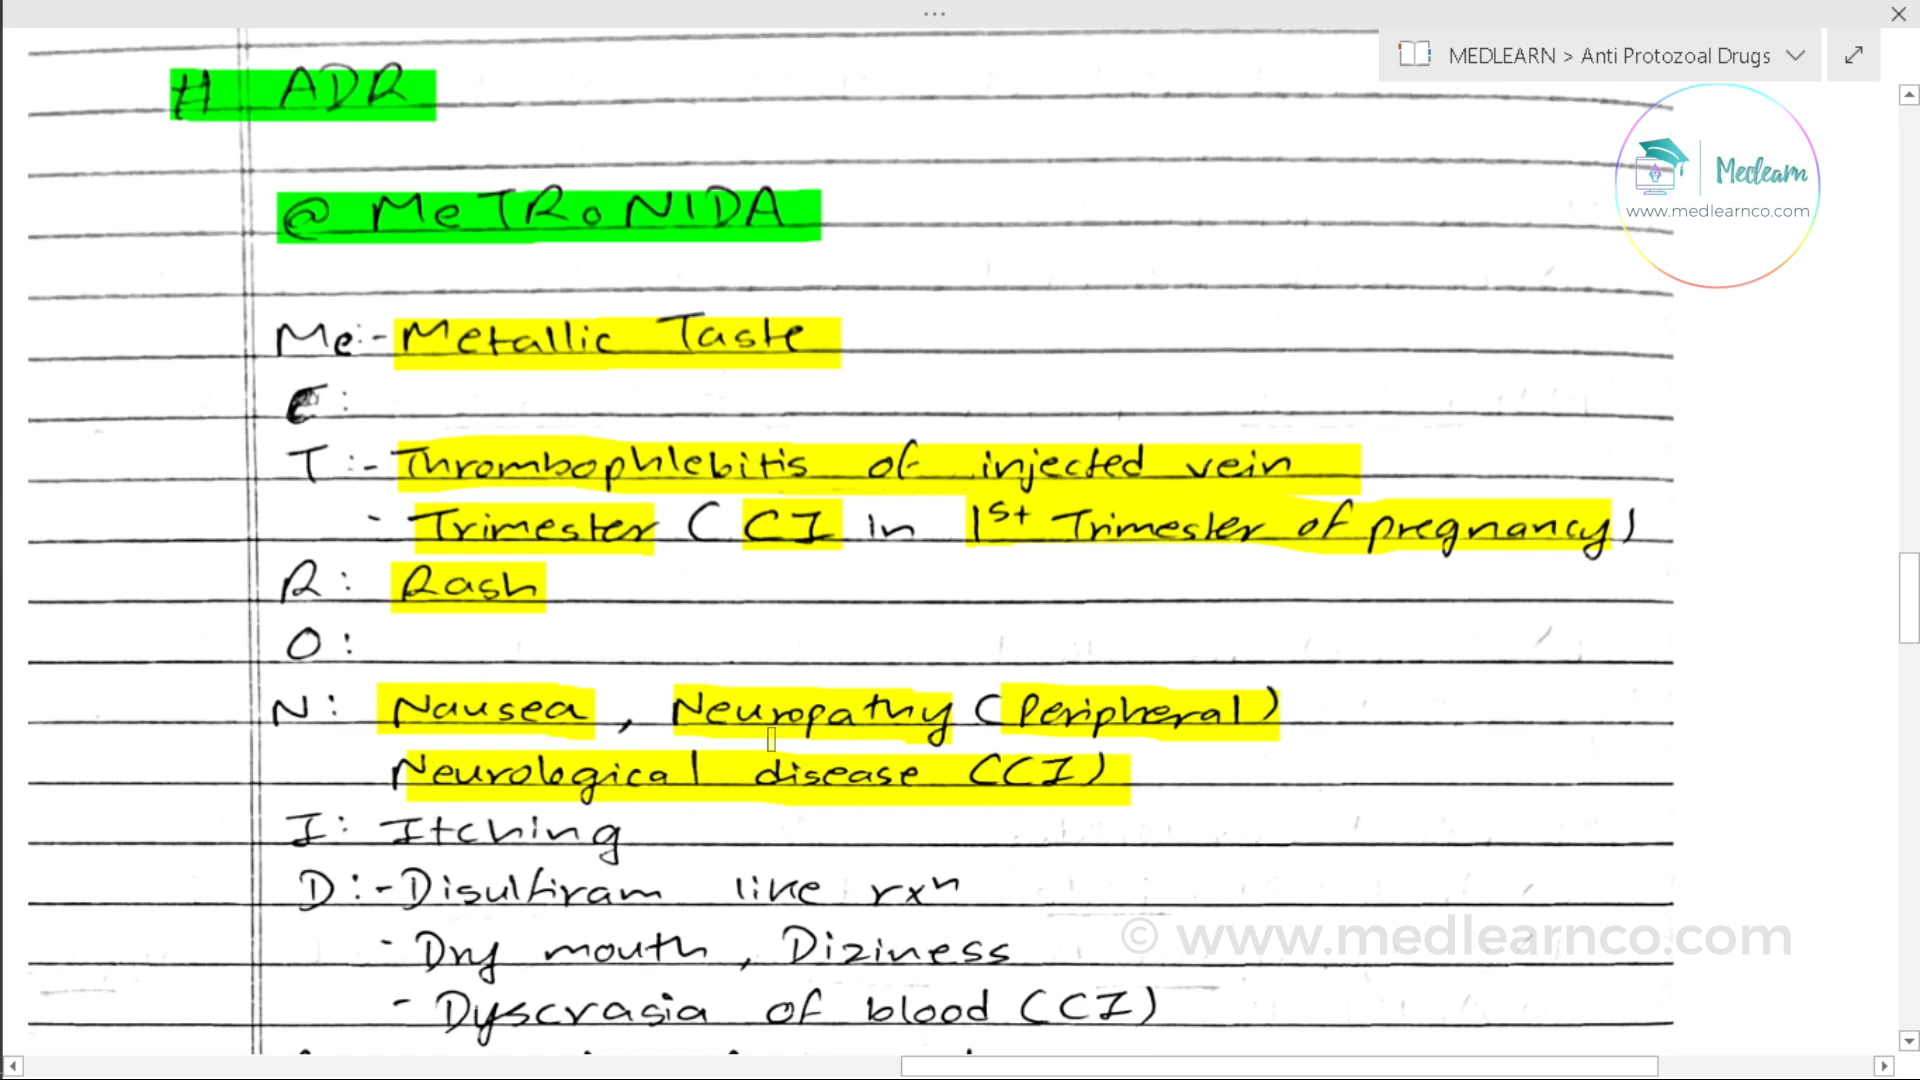 ...
MEDLEARN > Anti Protozoal Drugs
Medlearn
www.medlearnco.com
# ADR
@ MeTRoNIDA
Me:- Metallic Taste
E:
T:- Thrombophlebitis of injected vein
- Trimester (CI in 1st Trimester of pregnancy)
R: Rash
O:
N: Nausea, Neuropathy (Peripheral)
Neurological disease (CI)
I: Itching
D:- Disulfiram like rxn
- Dry mouth, Diziness
- Dyscrasia of blood (CI)
© www.medlearnco.com